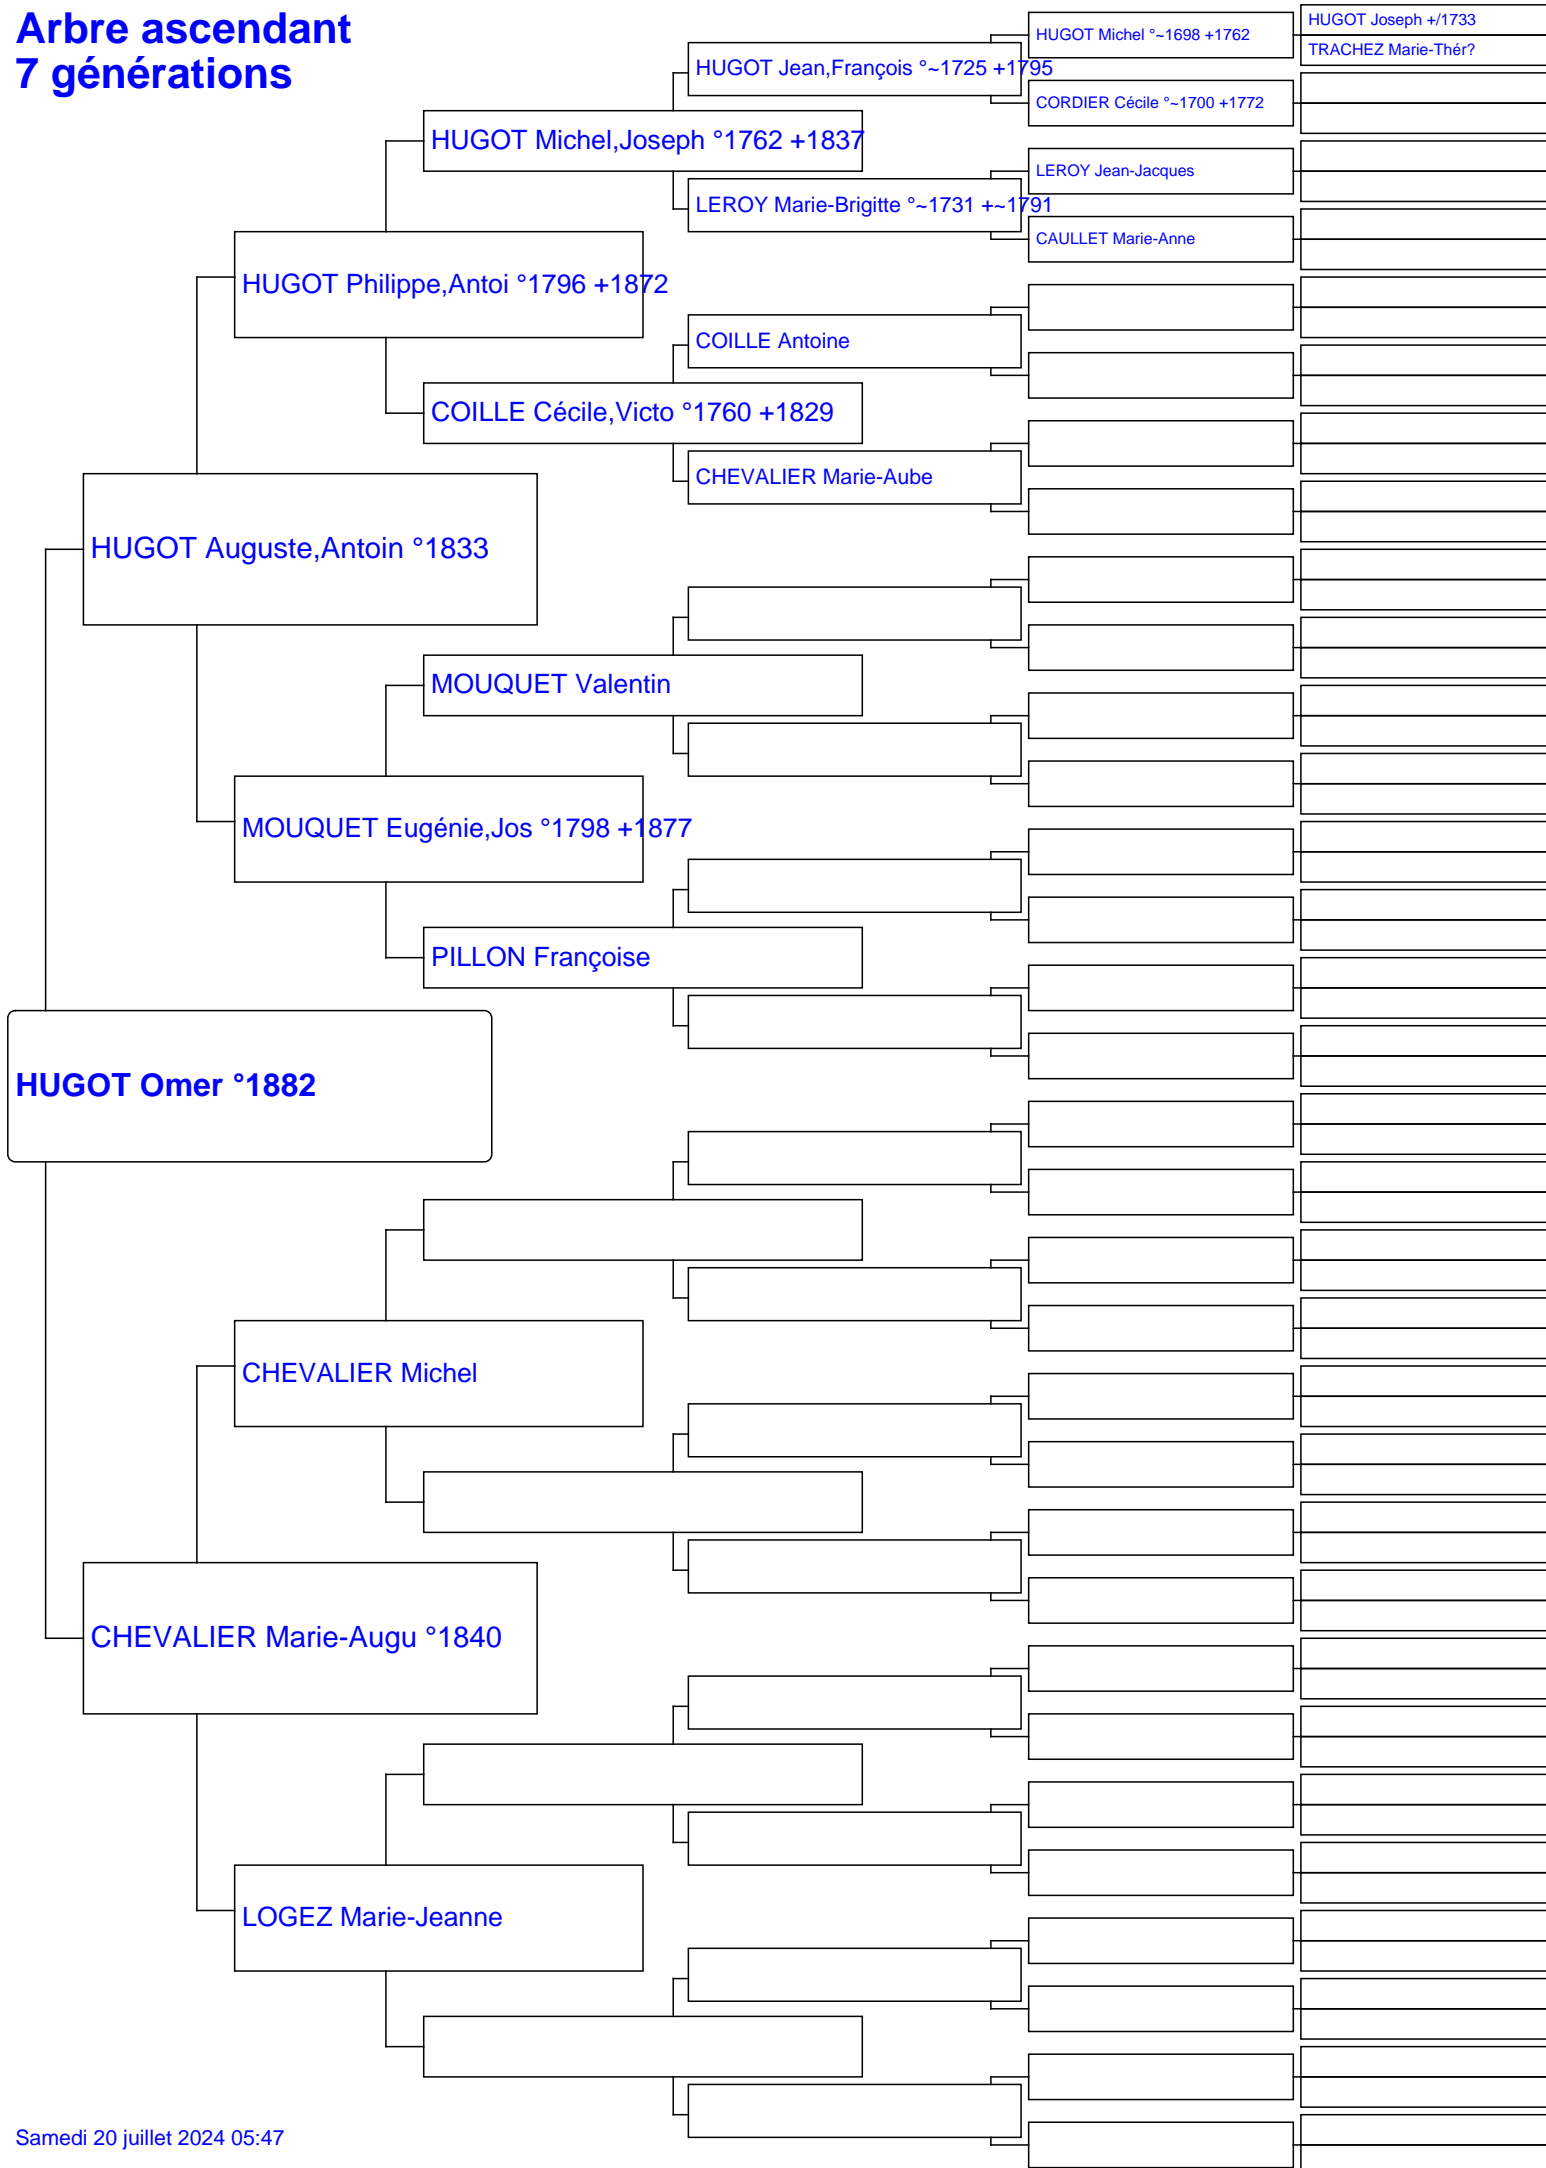 Arbre ascendant
7 générations
HUGOT Joseph +/1733
HUGOT Michel °~1698 +1762
TRACHEZ Marie-Thér?
HUGOT Jean,François °~1725 +1795
CORDIER Cécile °~1700 +1772
HUGOT Michel,Joseph °1762 +1837
LEROY Jean-Jacques
LEROY Marie-Brigitte °~1731 +~1791
CAULLET Marie-Anne
HUGOT Philippe,Antoi °1796 +1872
COILLE Antoine
COILLE Cécile,Victo °1760 +1829
CHEVALIER Marie-Aube
HUGOT Auguste,Antoin °1833
MOUQUET Valentin
MOUQUET Eugénie,Jos °1798 +1877
PILLON Françoise
HUGOT Omer °1882
CHEVALIER Michel
CHEVALIER Marie-Augu °1840
LOGEZ Marie-Jeanne
Samedi 20 juillet 2024 05:47